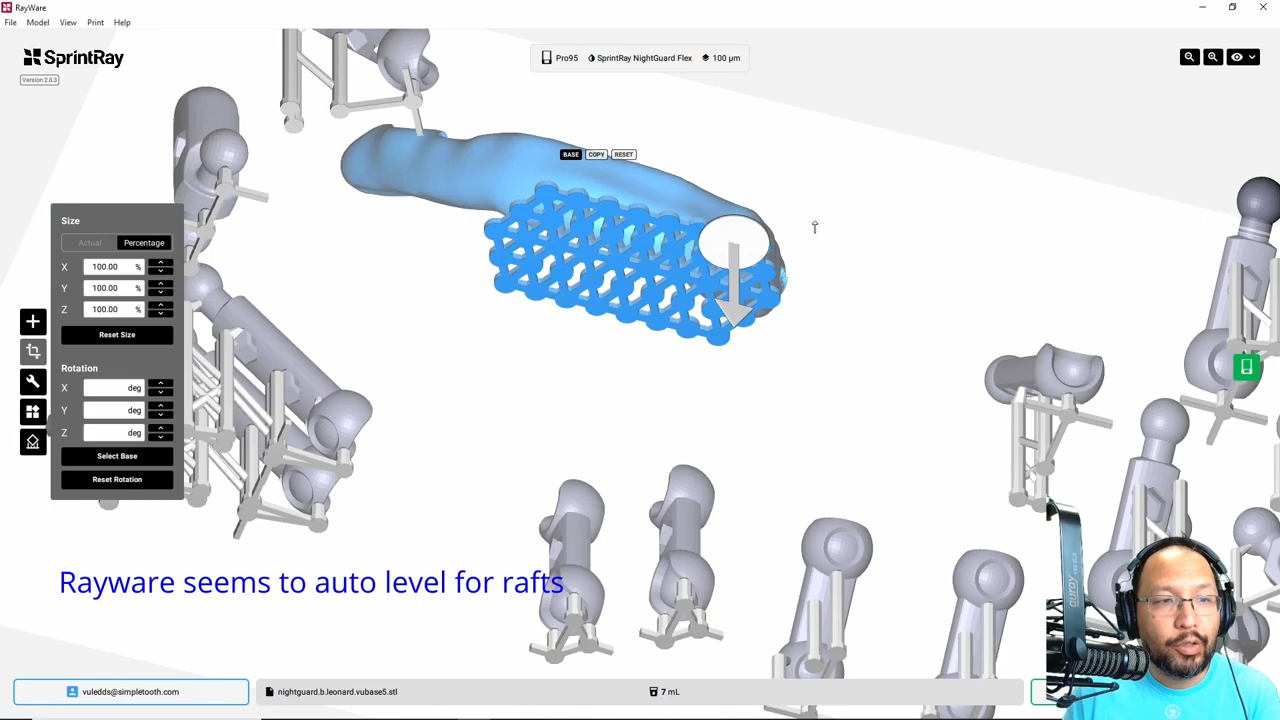 RayWare
File Model View Print Help
SprintRay
Version 2.8.3
Pro95 SprintRay NightGuard Flex 100 µm
BASE COPY RESET
Size
Actual Percentage
X 100.00 %
Y 100.00 %
Z 100.00 %
Reset Size
Rotation
X deg
Y deg
Z deg
Select Base
Reset Rotation
Rayware seems to auto level for rafts
vuledds@simpletooth.com
nightguard.b.leonard.vubase5.stl
7 mL